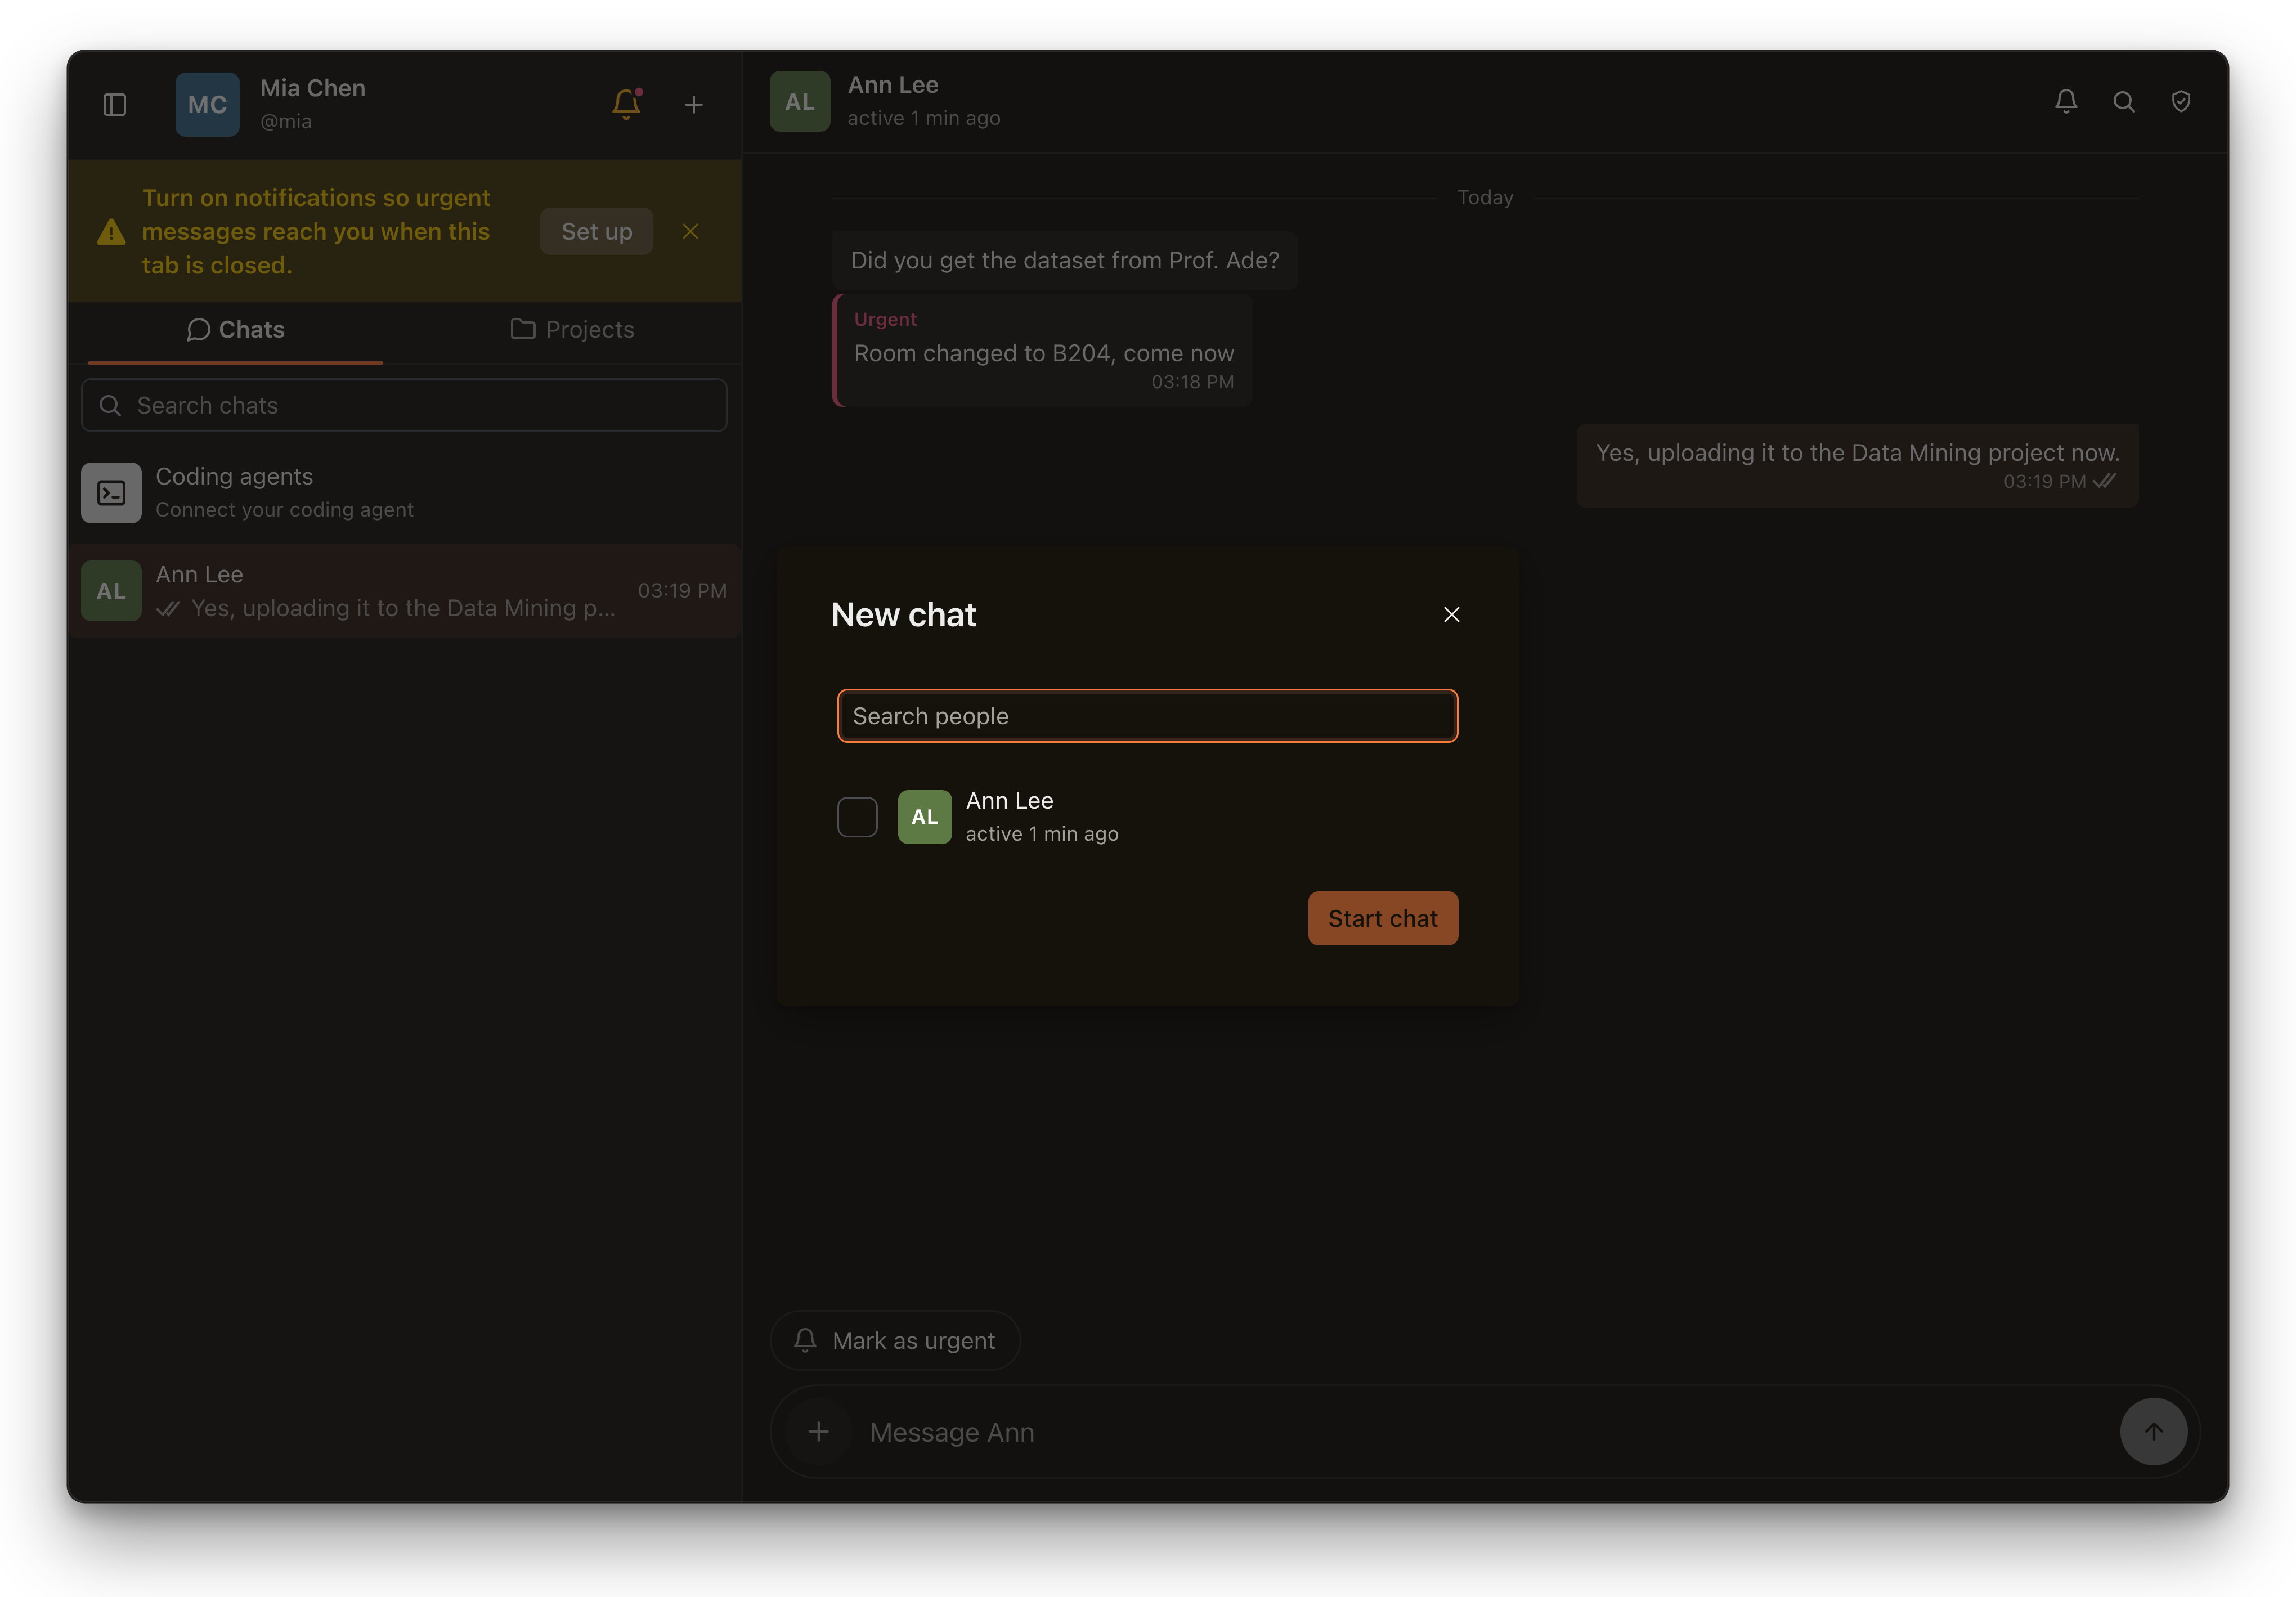 MC
Mia Chen
@mia
Turn on notifications so urgent
messages reach you when this
tab is closed.
Set up
Chats
Projects
Search chats
Coding agents
Connect your coding agent
AL
Ann Lee
03:19 PM
Yes, uploading it to the Data Mining p...
AL
Ann Lee
active 1 min ago
Today
Did you get the dataset from Prof. Ade?
Urgent
Room changed to B204, come now
03:18 PM
Yes, uploading it to the Data Mining project now.
03:19 PM
New chat
Search people
AL
Ann Lee
active 1 min ago
Start chat
Mark as urgent
Message Ann